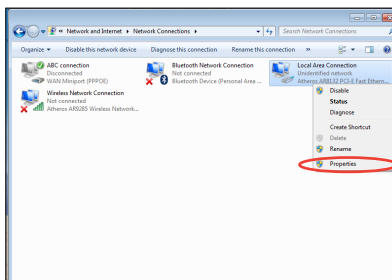 « Network and Internet ▸ Network Connections ▸
Search Network Connections
Organize ▾ Disable this network device Diagnose this connection Rename this connection »
ABC connection
Disconnected
WAN Miniport (PPPOE)
Bluetooth Network Connection
Not connected
Bluetooth Device (Personal Area ...
Local Area Connection
Unidentified network
Atheros AR8132 PCI-E Fast Ethern...
Wireless Network Connection
Not connected
Atheros AR9285 Wireless Network...
Disable
Status
Diagnose
Create Shortcut
Delete
Rename
Properties